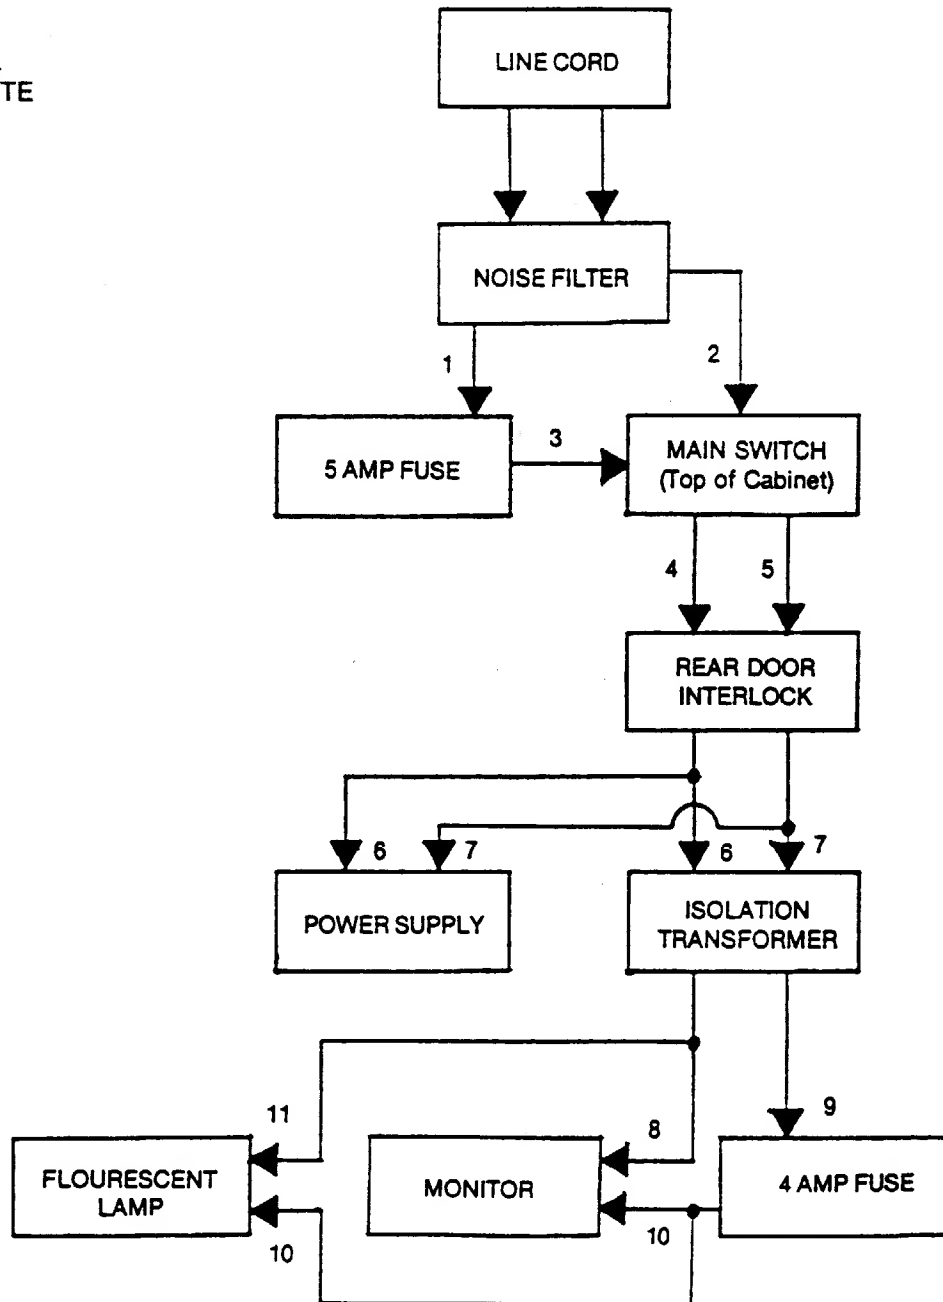 TE
LINE CORD
NOISE FILTER
1
2
5 AMP FUSE
3
MAIN SWITCH
(Top of Cabinet)
4
5
REAR DOOR
INTERLOCK
6
7
6
7
POWER SUPPLY
ISOLATION
TRANSFORMER
11
8
9
FLOURESCENT
LAMP
MONITOR
4 AMP FUSE
10
10